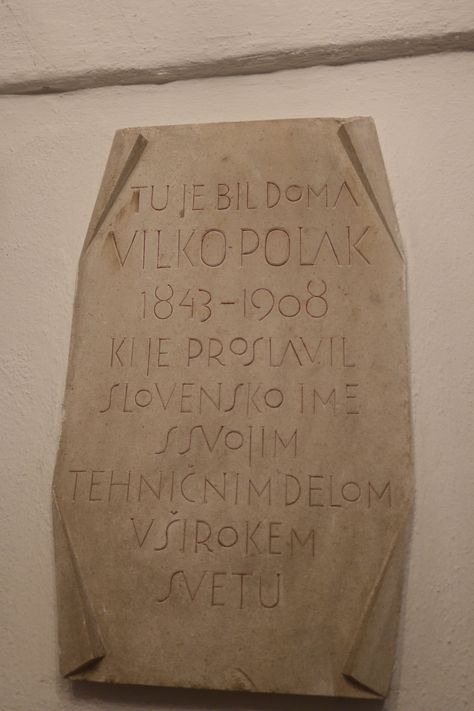 TU JE BIL DOMA
VILKO·POLAK
1843-1908
KI JE PROSLAVIL
SLOVENSKO IME
S SVOJIM
TEHNIČNIM DELOM
V ŠIROKEM
SVETU